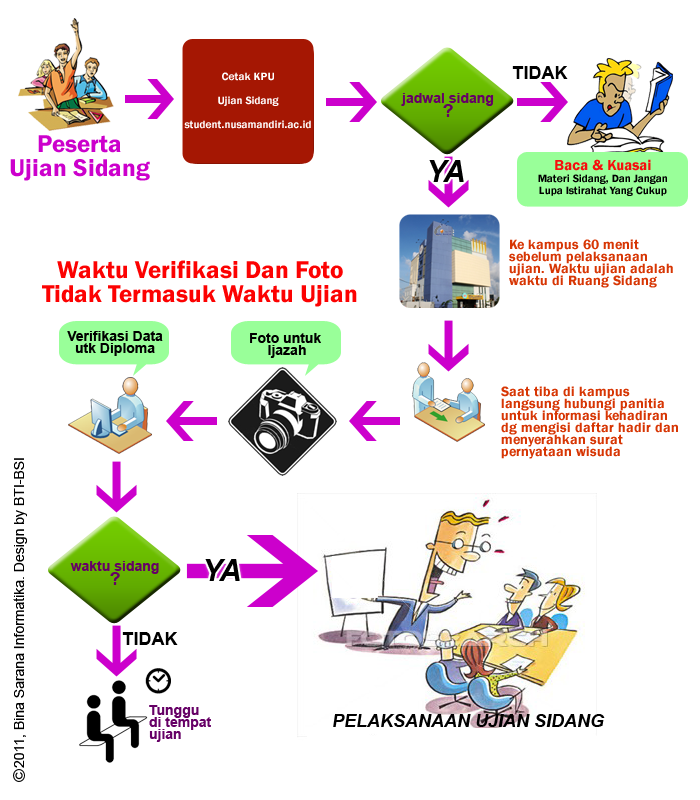 Peserta
Ujian Sidang
Cetak KPU
Ujian Sidang
student.nusamandiri.ac.id
jadwal sidang
?
TIDAK
Baca & Kuasai
Materi Sidang, Dan Jangan
Lupa Istirahat Yang Cukup
YA
Ke kampus 60 menit
sebelum pelaksanaan
ujian. Waktu ujian adalah
waktu di Ruang Sidang
Waktu Verifikasi Dan Foto
Tidak Termasuk Waktu Ujian
Saat tiba di kampus
langsung hubungi panitia
untuk informasi kehadiran
dg mengisi daftar hadir dan
menyerahkan surat
pernyataan wisuda
Foto untuk
Ijazah
Verifikasi Data
utk Diploma
waktu sidang
?
YA
PELAKSANAAN UJIAN SIDANG
TIDAK
Tunggu
di tempat
ujian
©2011, Bina Sarana Informatika. Design by BTI-BSI